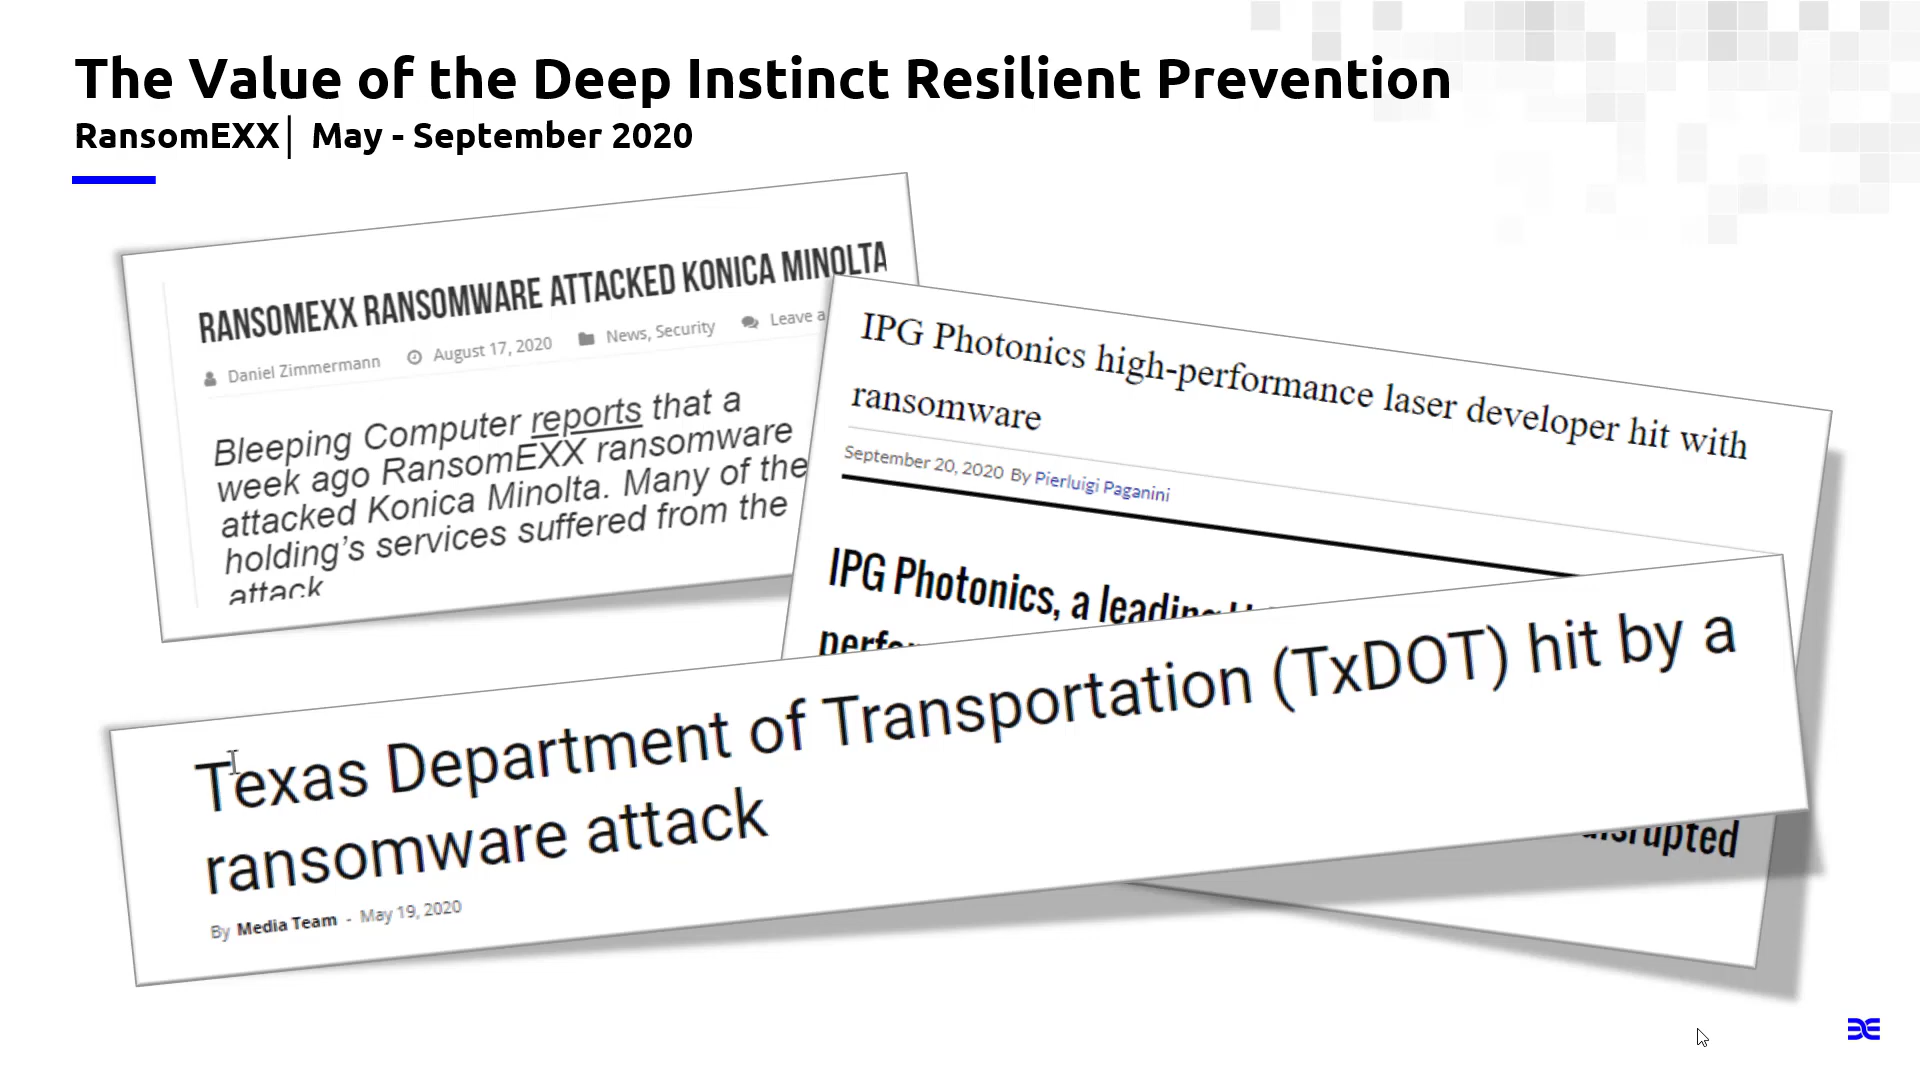 The Value of the Deep Instinct Resilient Prevention
RansomEXX| May - September 2020
RANSOMEXX RANSOMWARE ATTACKED KONICA MINOLTA
Daniel Zimmermann August 17, 2020 News, Security Leave a
Bleeping Computer reports that a
week ago RansomEXX ransomware
attacked Konica Minolta. Many of the
holding's services suffered from the
attack
IPG Photonics high-performance laser developer hit with
ransomware
September 20, 2020 By Pierluigi Paganini
IPG Photonics, a leading
disrupted
Texas Department of Transportation (TxDOT) hit by a
ransomware attack
By Media Team - May 19, 2020